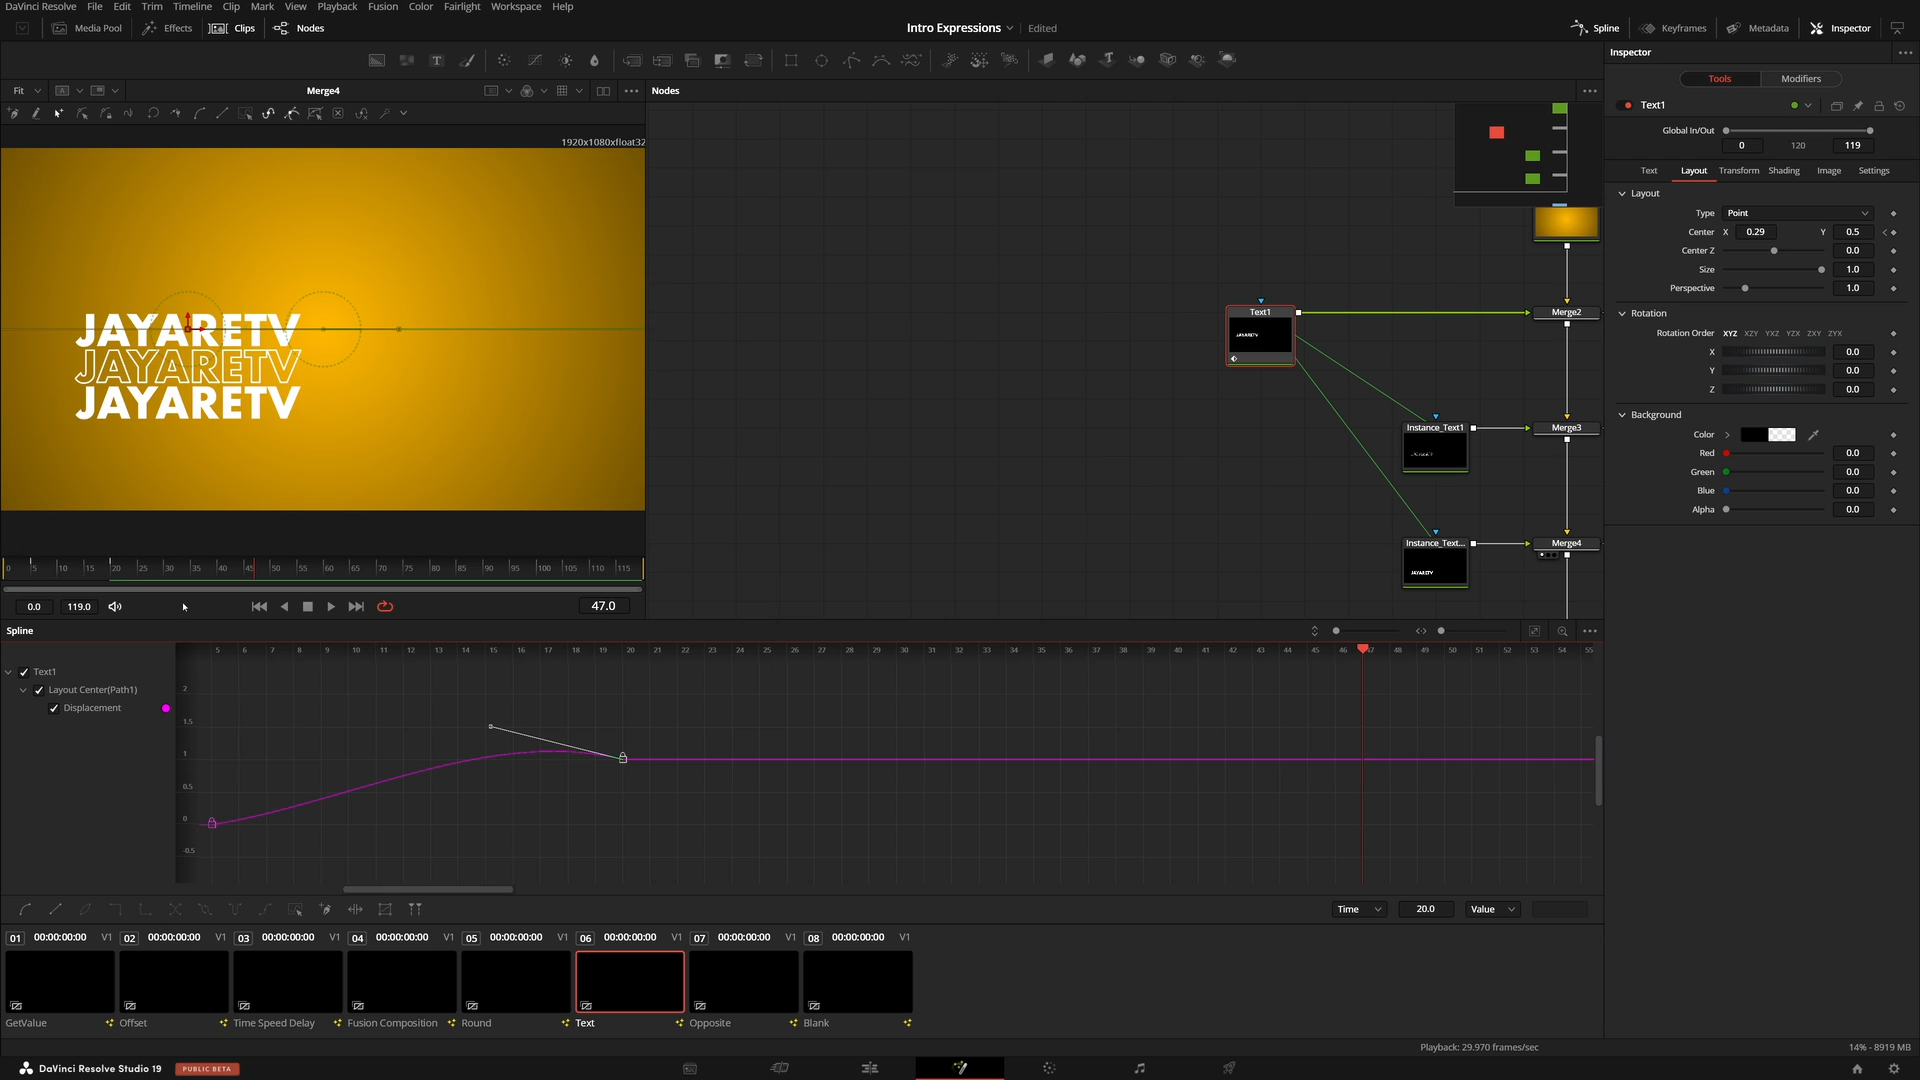 DaVinci Resolve File Edit Trim Timeline Clip Mark View Playback Fusion Color Fairlight Workspace Help
Media Pool Effects Clips Nodes Intro Expressions Edited Spline Keyframes Metadata Inspector
Inspector
Tools Modifiers
Fit Merge4 Nodes
Text1
1920x1080xfloat32
Global In/Out
0 120 119
Text Layout Transform Shading Image Settings
Layout
Type Point
Center X 0.29 Y 0.5
Center Z 0.0
Size 1.0
Perspective 1.0
Rotation
Rotation Order XYZ XZY YXZ YZX ZXY ZYX
X 0.0
Y 0.0
Z 0.0
Background
Color
Red 0.0
Green 0.0
Blue 0.0
Alpha 0.0
JAYARETV
JAYARETV
JAYARETV
Text1
JAYARETV
Merge2
Instance_Text1
Merge3
Instance_Text...
JAYARETV
Merge4
0 5 10 15 20 25 30 35 40 45 50 55 60 65 70 75 80 85 90 95 100 105 110 115
0.0 119.0 47.0
Spline
5 6 7 8 9 10 11 12 13 14 15 16 17 18 19 20 21 22 23 24 25 26 27 28 29 30 31 32 33 34 35 36 37 38 39 40 41 42 43 44 45 46 47 48 49 50 51 52 53 54 55
Text1
Layout Center(Path1)
Displacement
2
1.5
1
0.5
0
-0.5
Time 20.0 Value
01 00:00:00:00 V1 02 00:00:00:00 V1 03 00:00:00:00 V1 04 00:00:00:00 V1 05 00:00:00:00 V1 06 00:00:00:00 V1 07 00:00:00:00 V1 08 00:00:00:00 V1
GetValue Offset Time Speed Delay Fusion Composition Round Text Opposite Blank
Playback: 29.970 frames/sec 14% - 8919 MB
DaVinci Resolve Studio 19 PUBLIC BETA